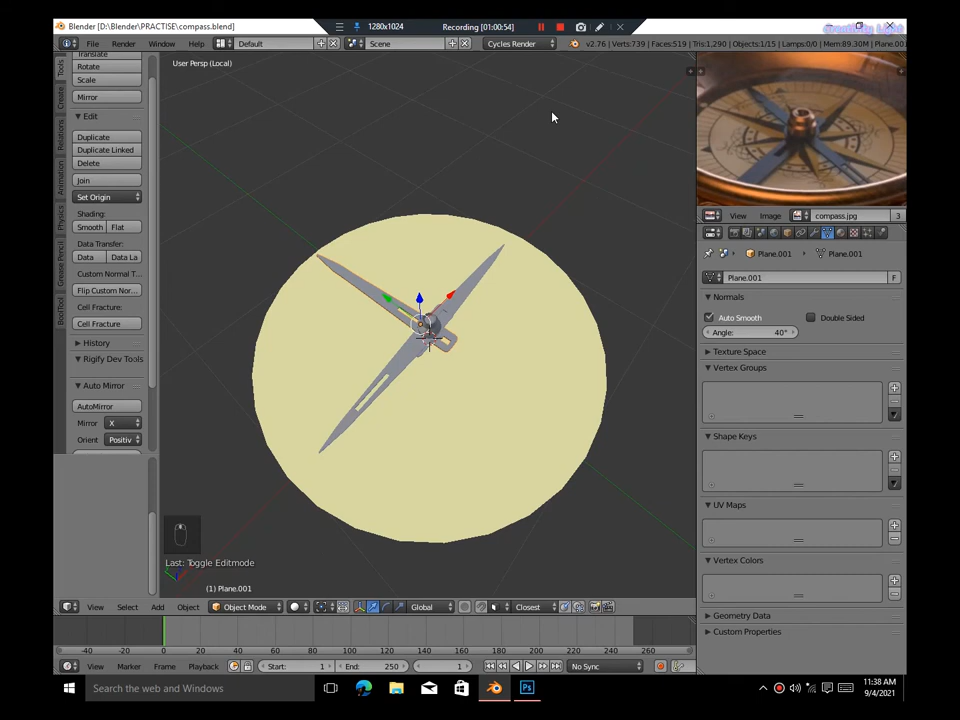 Blender [D:\Blender\PRACTISE\compass.blend]
1280x1024
Recording [01:00:54]
File
Render
Window
Help
Default
Scene
Cycles Render
v2.76 | Verts:739 | Faces:519 | Tris:1,290 | Objects:1/15 | Lamps:0/0 | Mem:89.30M | Plane.00
User Persp (Local)
Tools
Create
Relations
Animation
Physics
Grease Pencil
BoolTool
Rotate
Scale
Mirror
Edit
Duplicate
Duplicate Linked
Delete
Join
Set Origin
Shading:
Smooth
Flat
Data Transfer:
Data
Data La
Custom Normal T...
Flip Custom Nor...
Cell Fracture:
Cell Fracture
History
Rigify Dev Tools
Auto Mirror
AutoMirror
Mirror
X
Orient
Positiv
Last: Toggle Editmode
(1) Plane.001
View
Select
Add
Object
Object Mode
Global
Closest
View
Image
compass.jpg
3
Plane.001
Plane.001
Plane.001
F
Normals
Auto Smooth
Double Sided
Angle: 40°
Texture Space
Vertex Groups
Shape Keys
UV Maps
Vertex Colors
Geometry Data
Custom Properties
-40 -20 0 20 40 60 80 100 120 140 160 180 200 220 240 260
View
Marker
Frame
Playback
Start: 1
End: 250
1
No Sync
Search the web and Windows
11:38 AM
9/4/2021